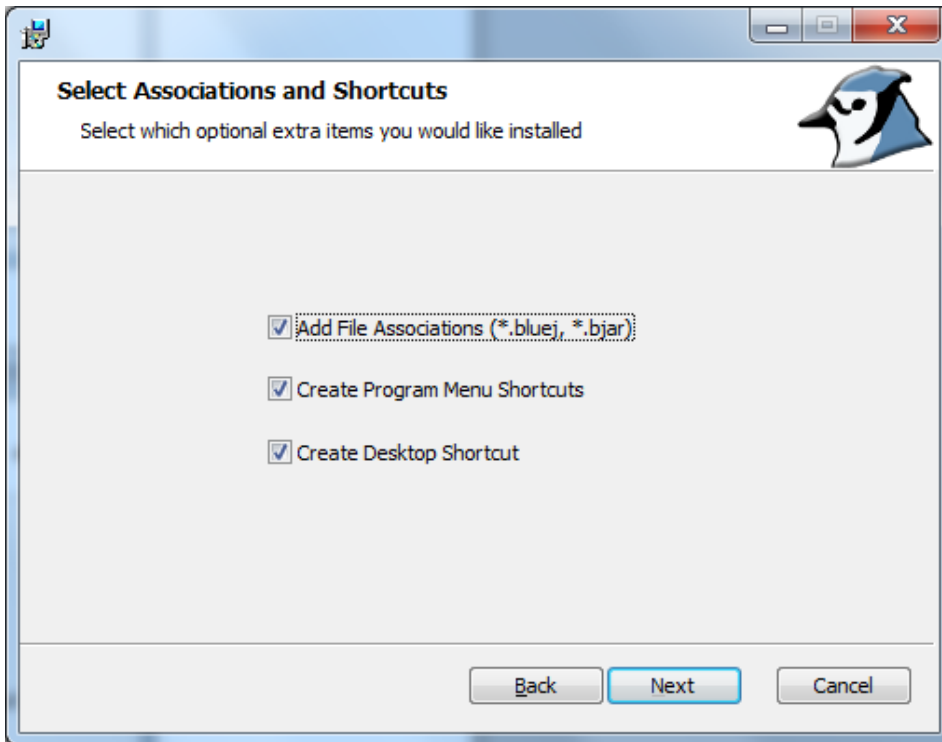 Select Associations and Shortcuts
Select which optional extra items you would like installed
Add File Associations (*.bluej, *.bjar)
Create Program Menu Shortcuts
Create Desktop Shortcut
Back Next Cancel